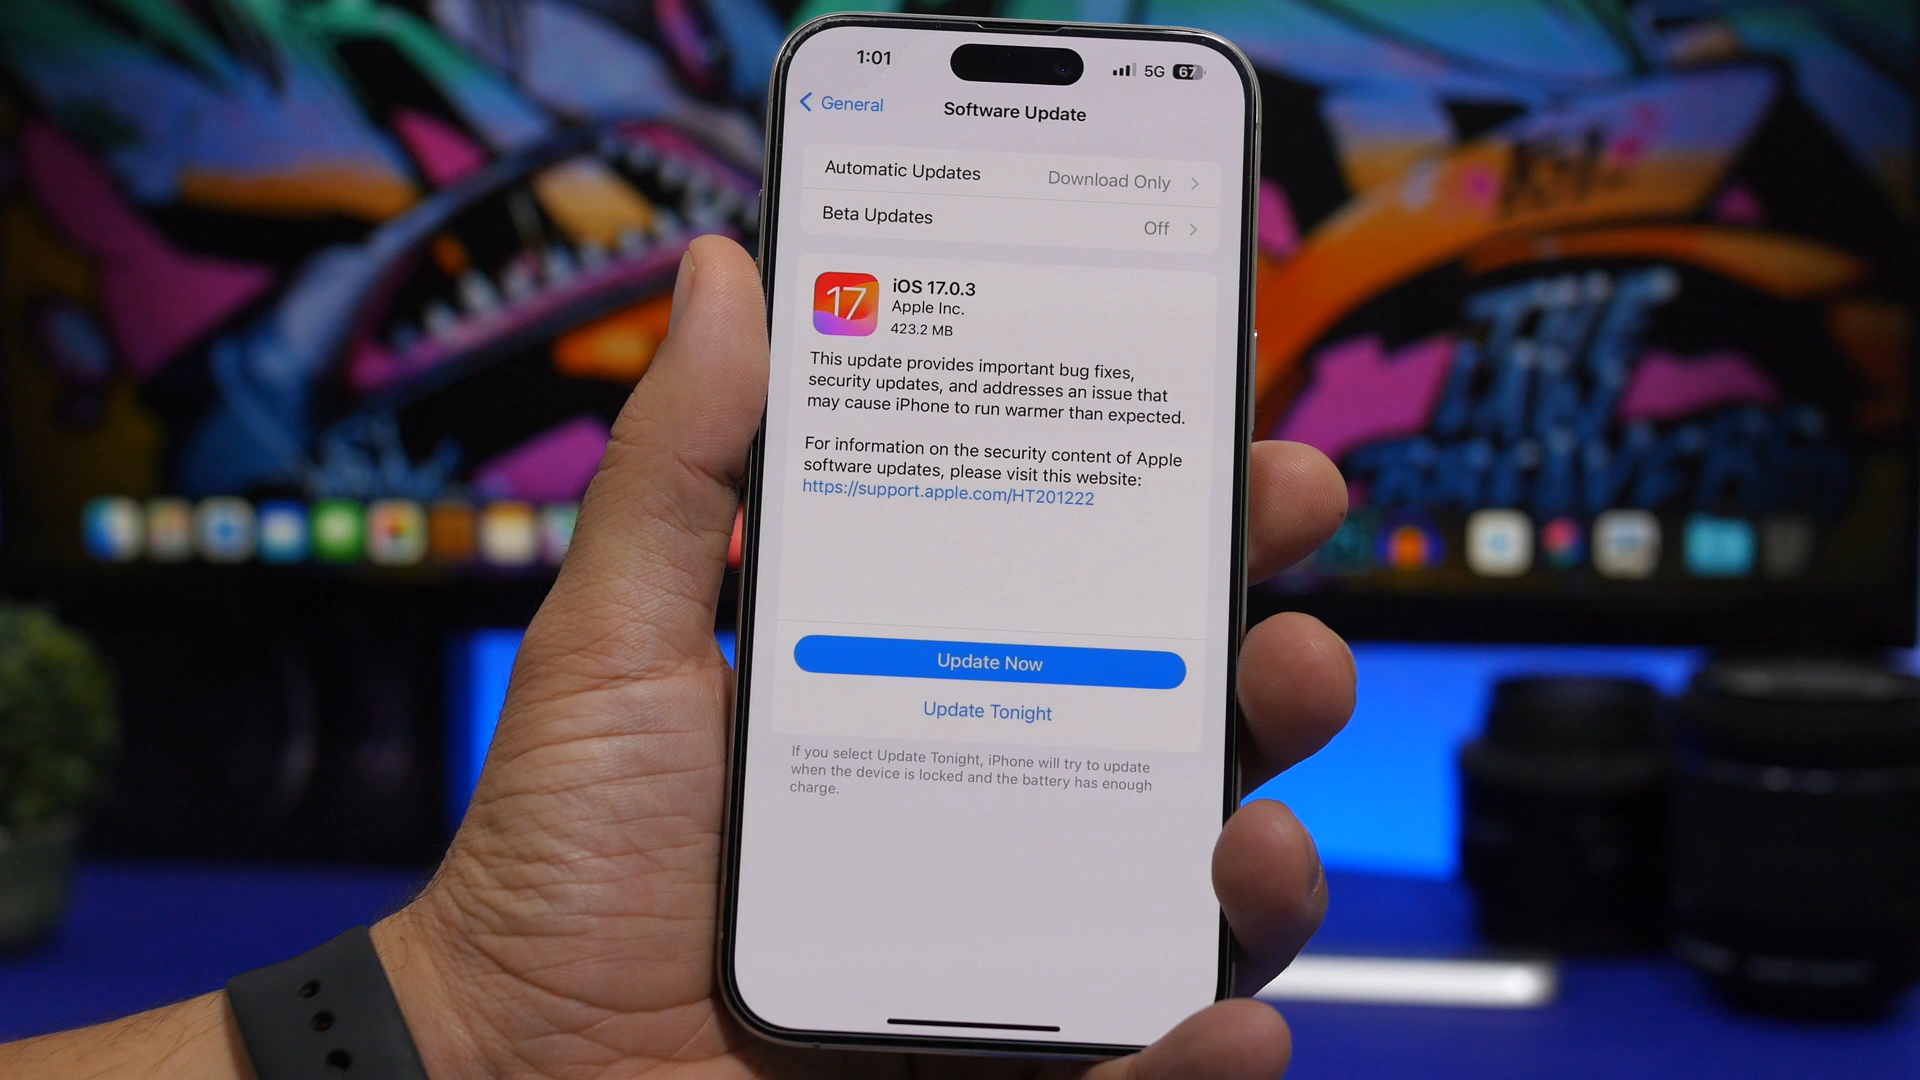 1:01
5G 67
General
Software Update
Automatic Updates Download Only
Beta Updates Off
17
iOS 17.0.3
Apple Inc.
423.2 MB
This update provides important bug fixes,
security updates, and addresses an issue that
may cause iPhone to run warmer than expected.
For information on the security content of Apple
software updates, please visit this website:
https://support.apple.com/HT201222
Update Now
Update Tonight
If you select Update Tonight, iPhone will try to update
when the device is locked and the battery has enough
charge.
THE